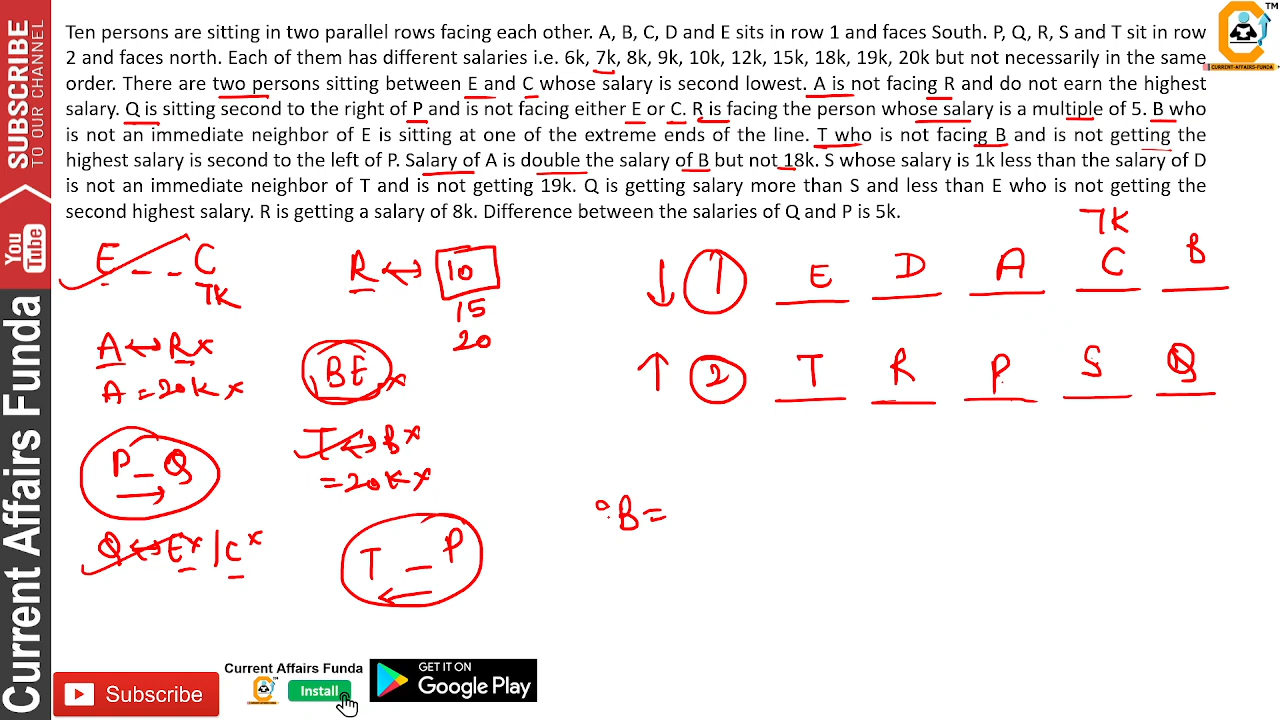 SUBSCRIBE
TO OUR CHANNEL
You Tube
Current Affairs Funda
Ten persons are sitting in two parallel rows facing each other. A, B, C, D and E sits in row 1 and faces South. P, Q, R, S and T sit in row
2 and faces north. Each of them has different salaries i.e. 6k, 7k, 8k, 9k, 10k, 12k, 15k, 18k, 19k, 20k but not necessarily in the same
order. There are two persons sitting between E and C whose salary is second lowest. A is not facing R and do not earn the highest
salary. Q is sitting second to the right of P and is not facing either E or C. R is facing the person whose salary is a multiple of 5. B who
is not an immediate neighbor of E is sitting at one of the extreme ends of the line. T who is not facing B and is not getting the
highest salary is second to the left of P. Salary of A is double the salary of B but not 18k. S whose salary is 1k less than the salary of D
is not an immediate neighbor of T and is not getting 19k. Q is getting salary more than S and less than E who is not getting the
second highest salary. R is getting a salary of 8k. Difference between the salaries of Q and P is 5k.
TM
CURRENT-AFFAIRS-FUNDA
E _ _ C
7k
R ↔ 10
15
20
A ↔ R x
A = 20k x
BE x
P _ Q
T ↔ B x
= 20k x
Q ↔ E x | C x
T _ P
7k
↓ 1 E D A C B
↑ 2 T R P S Q
B =
Subscribe
Current Affairs Funda
Install
GET IT ON
Google Play